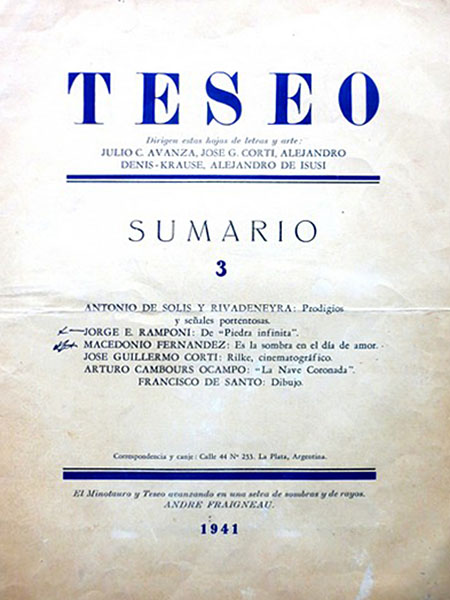 TESEO
Dirigen estas hojas de letras y arte:
JULIO C. AVANZA, JOSE G. CORTI, ALEJANDRO
DENIS-KRAUSE, ALEJANDRO DE ISUSI
SUMARIO
3
ANTONIO DE SOLIS Y RIVADENEYRA: Prodigios
y señales portentosas.
JORGE E. RAMPONI: De "Piedra infinita".
MACEDONIO FERNANDEZ: Es la sombra en el día de amor.
JOSE GUILLERMO CORTI: Rilke, cinematográfico.
ARTURO CAMBOURS OCAMPO: "La Nave Coronada".
FRANCISCO DE SANTO: Dibujo.
Correspondencia y canje: Calle 44 Nº 253. La Plata, Argentina.
El Minotauro y Teseo avanzando en una selva de sombras y de rayos.
ANDRE FRAIGNEAU.
1941